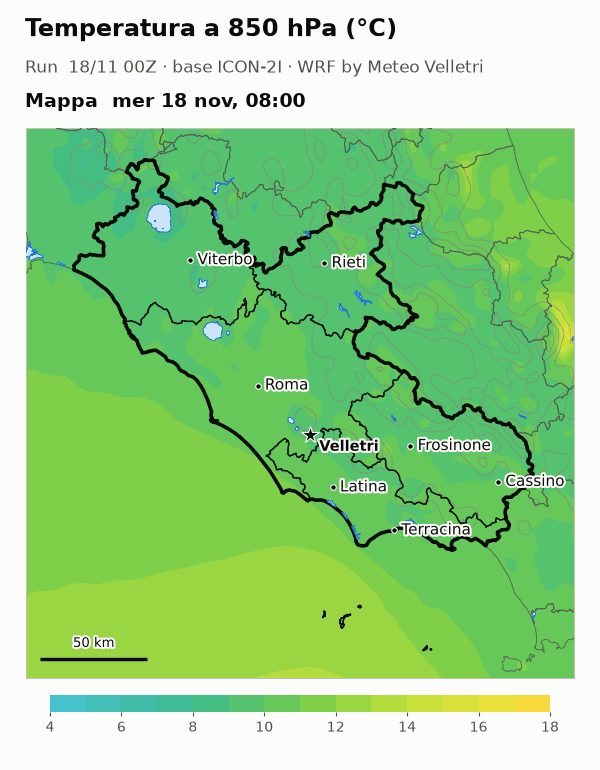 Temperatura a 850 hPa (°C)
Run  18/11 00Z · base ICON-2I · WRF by Meteo Velletri
Mappa  mer 18 nov, 08:00
Viterbo
Rieti
Roma
Velletri
Frosinone
Latina
Cassino
Terracina
50 km
4 6 8 10 12 14 16 18